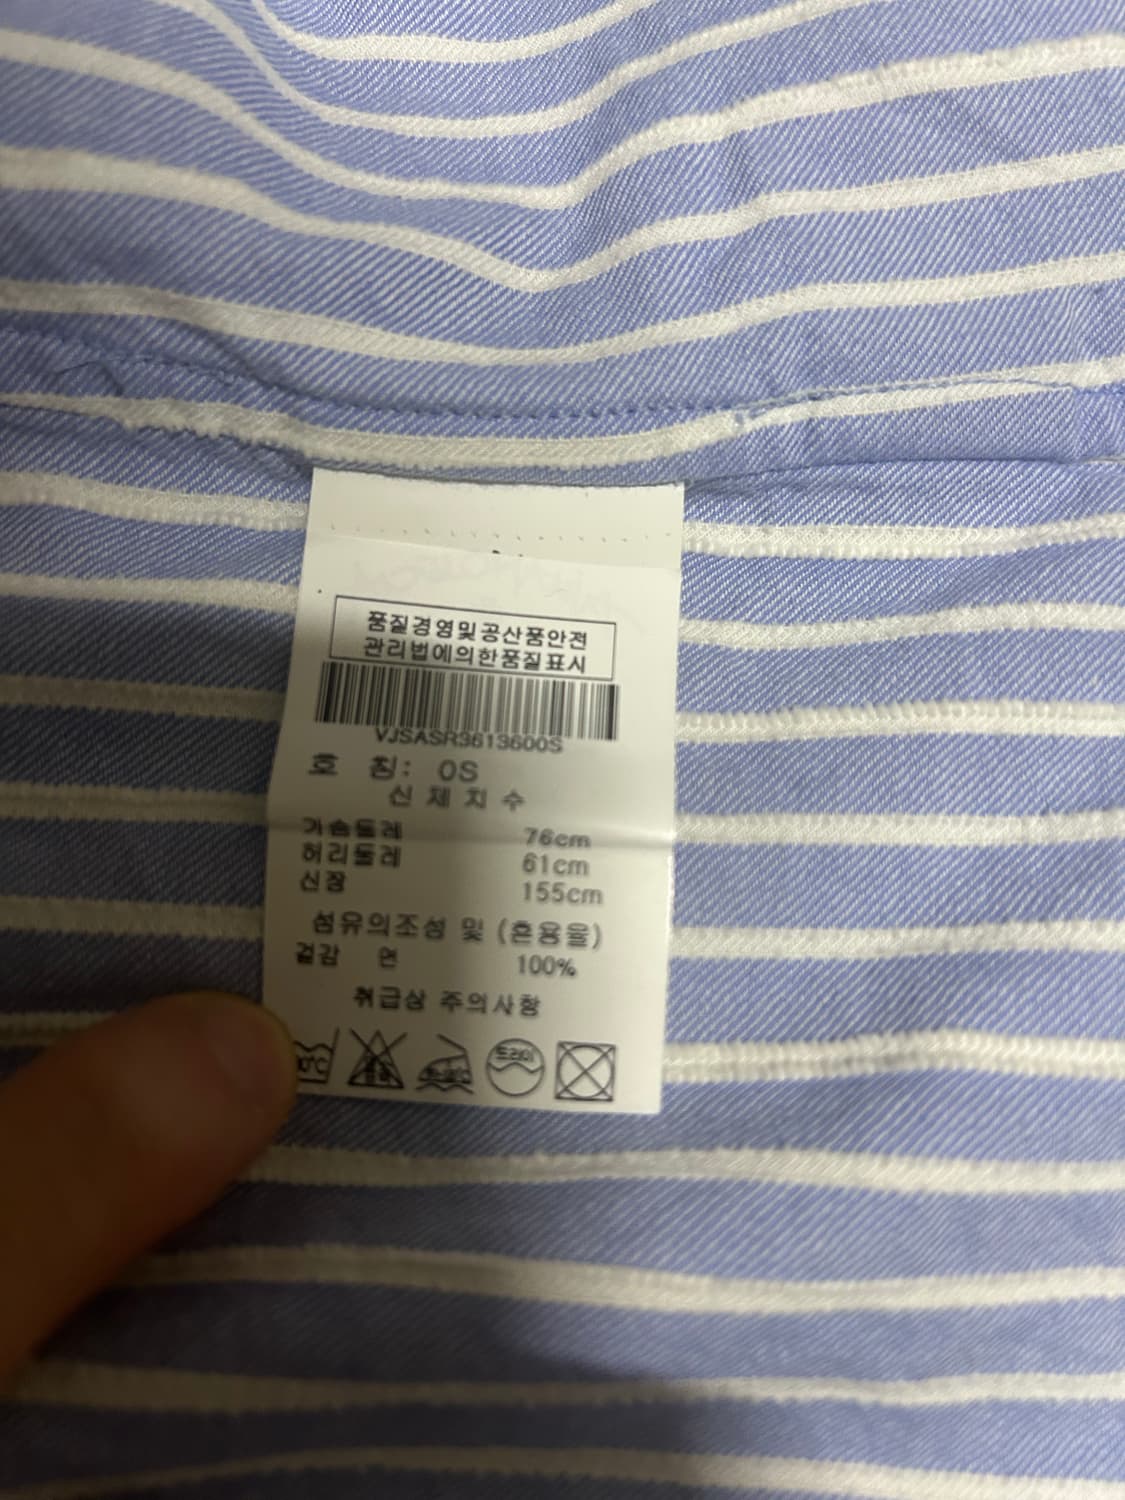 품질경영및공산품안전
관리법에의한품질표시
VJSASR3613600S
호 칭: OS
신 체 치 수
가슴둘레 76cm
허리둘레 61cm
신장 155cm
섬유의조성 및 (혼용율)
겉감 면 100%
취급상 주의사항
드라이